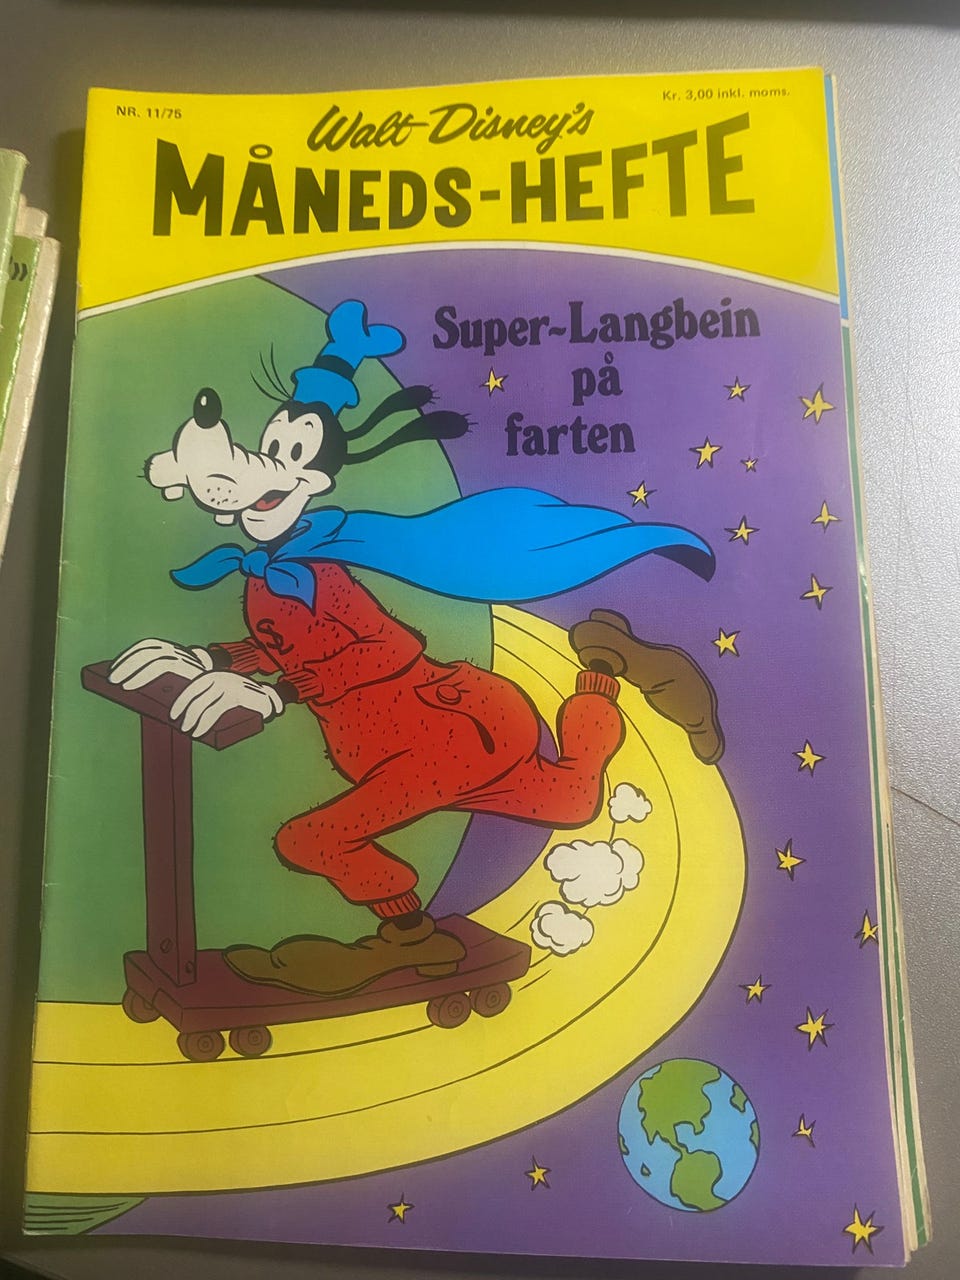 NR. 11/75
Kr. 3,00 inkl. moms.
Walt Disney's
MÅNEDS-HEFTE
Super-Langbein
på
farten
»